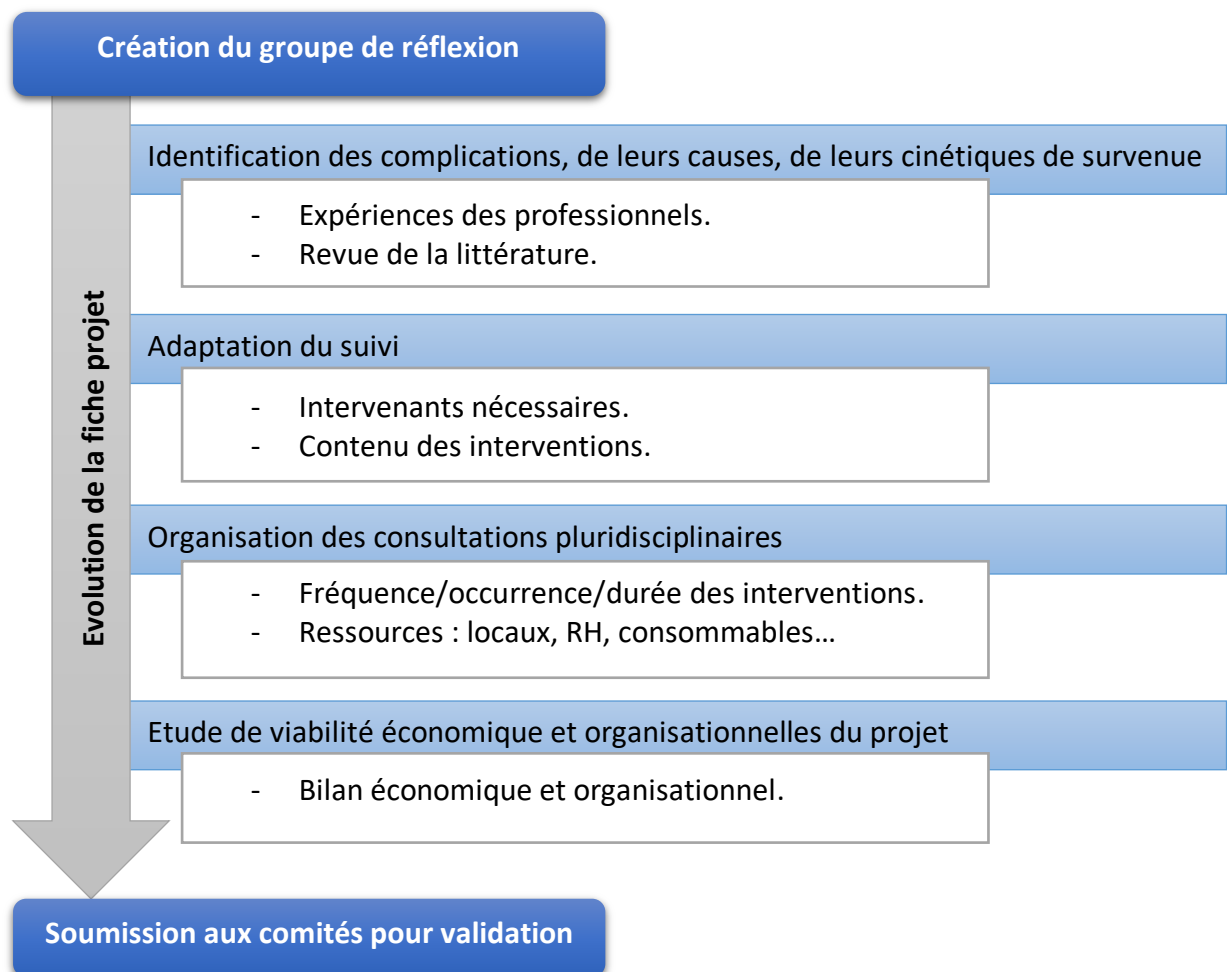 Création du groupe de réflexion
Identification des complications, de leurs causes, de leurs cinétiques de survenue
- Expériences des professionnels.
- Revue de la littérature.
Adaptation du suivi
- Intervenants nécessaires.
- Contenu des interventions.
Organisation des consultations pluridisciplinaires
- Fréquence/occurrence/durée des interventions.
- Ressources : locaux, RH, consommables…
Etude de viabilité économique et organisationnelles du projet
- Bilan économique et organisationnel.
Evolution de la fiche projet
Soumission aux comités pour validation